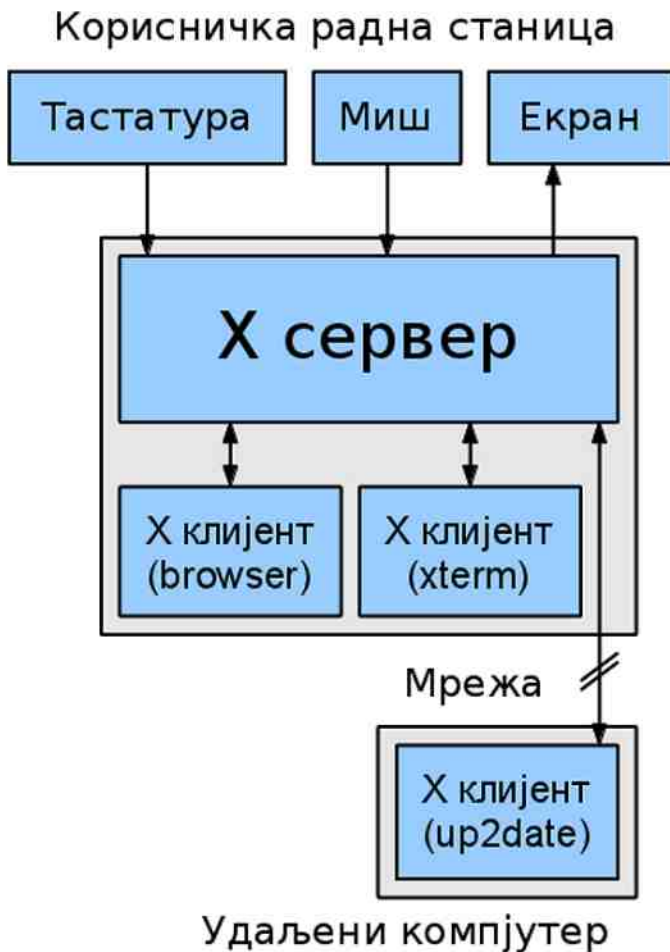 Корисничка радна станица
Тастатура
Миш
Екран
X сервер
X клијент
(browser)
X клијент
(xterm)
Мрежа
X клијент
(up2date)
Удаљени компјутер